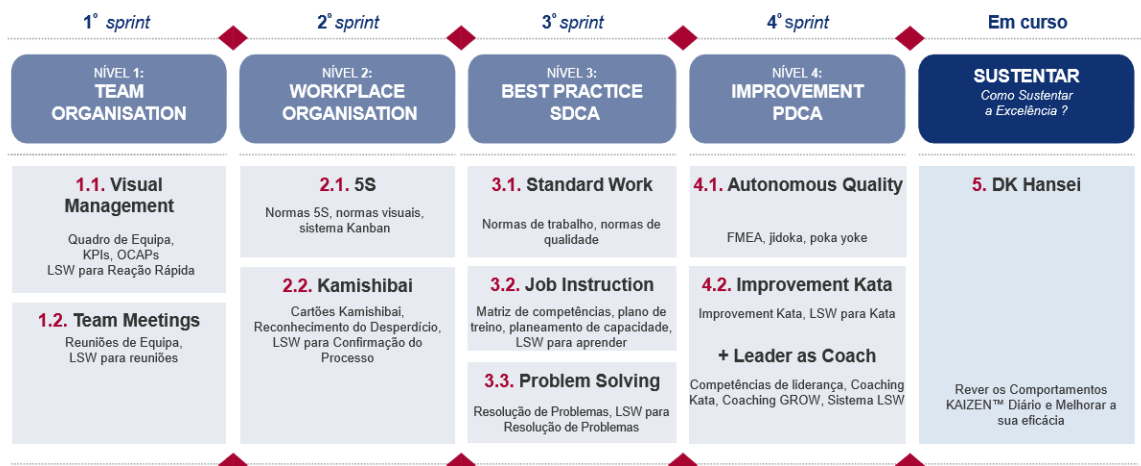 1º sprint
2º sprint
3º sprint
4º sprint
Em curso
NÍVEL 1:
TEAM
ORGANISATION
NÍVEL 2:
WORKPLACE
ORGANISATION
NÍVEL 3:
BEST PRACTICE
SDCA
NÍVEL 4:
IMPROVEMENT
PDCA
SUSTENTAR
Como Sustentar
a Excelência ?
1.1. Visual
Management
Quadro de Equipa,
KPIs, OCAPs
LSW para Reação Rápida
1.2. Team Meetings
Reuniões de Equipa,
LSW para reuniões
2.1. 5S
Normas 5S, normas visuais,
sistema Kanban
2.2. Kamishibai
Cartões Kamishibai,
Reconhecimento do Desperdício,
LSW para Confirmação do
Processo
3.1. Standard Work
Normas de trabalho, normas de
qualidade
3.2. Job Instruction
Matriz de competências, plano de
treino, planeamento de capacidade,
LSW para aprender
3.3. Problem Solving
Resolução de Problemas, LSW para
Resolução de Problemas
4.1. Autonomous Quality
FMEA, jidoka, poka yoke
4.2. Improvement Kata
Improvement Kata, LSW para Kata
+ Leader as Coach
Competências de liderança, Coaching
Kata, Coaching GROW, Sistema LSW
5. DK Hansei
Rever os Comportamentos
KAIZEN™ Diário e Melhorar a
sua eficácia